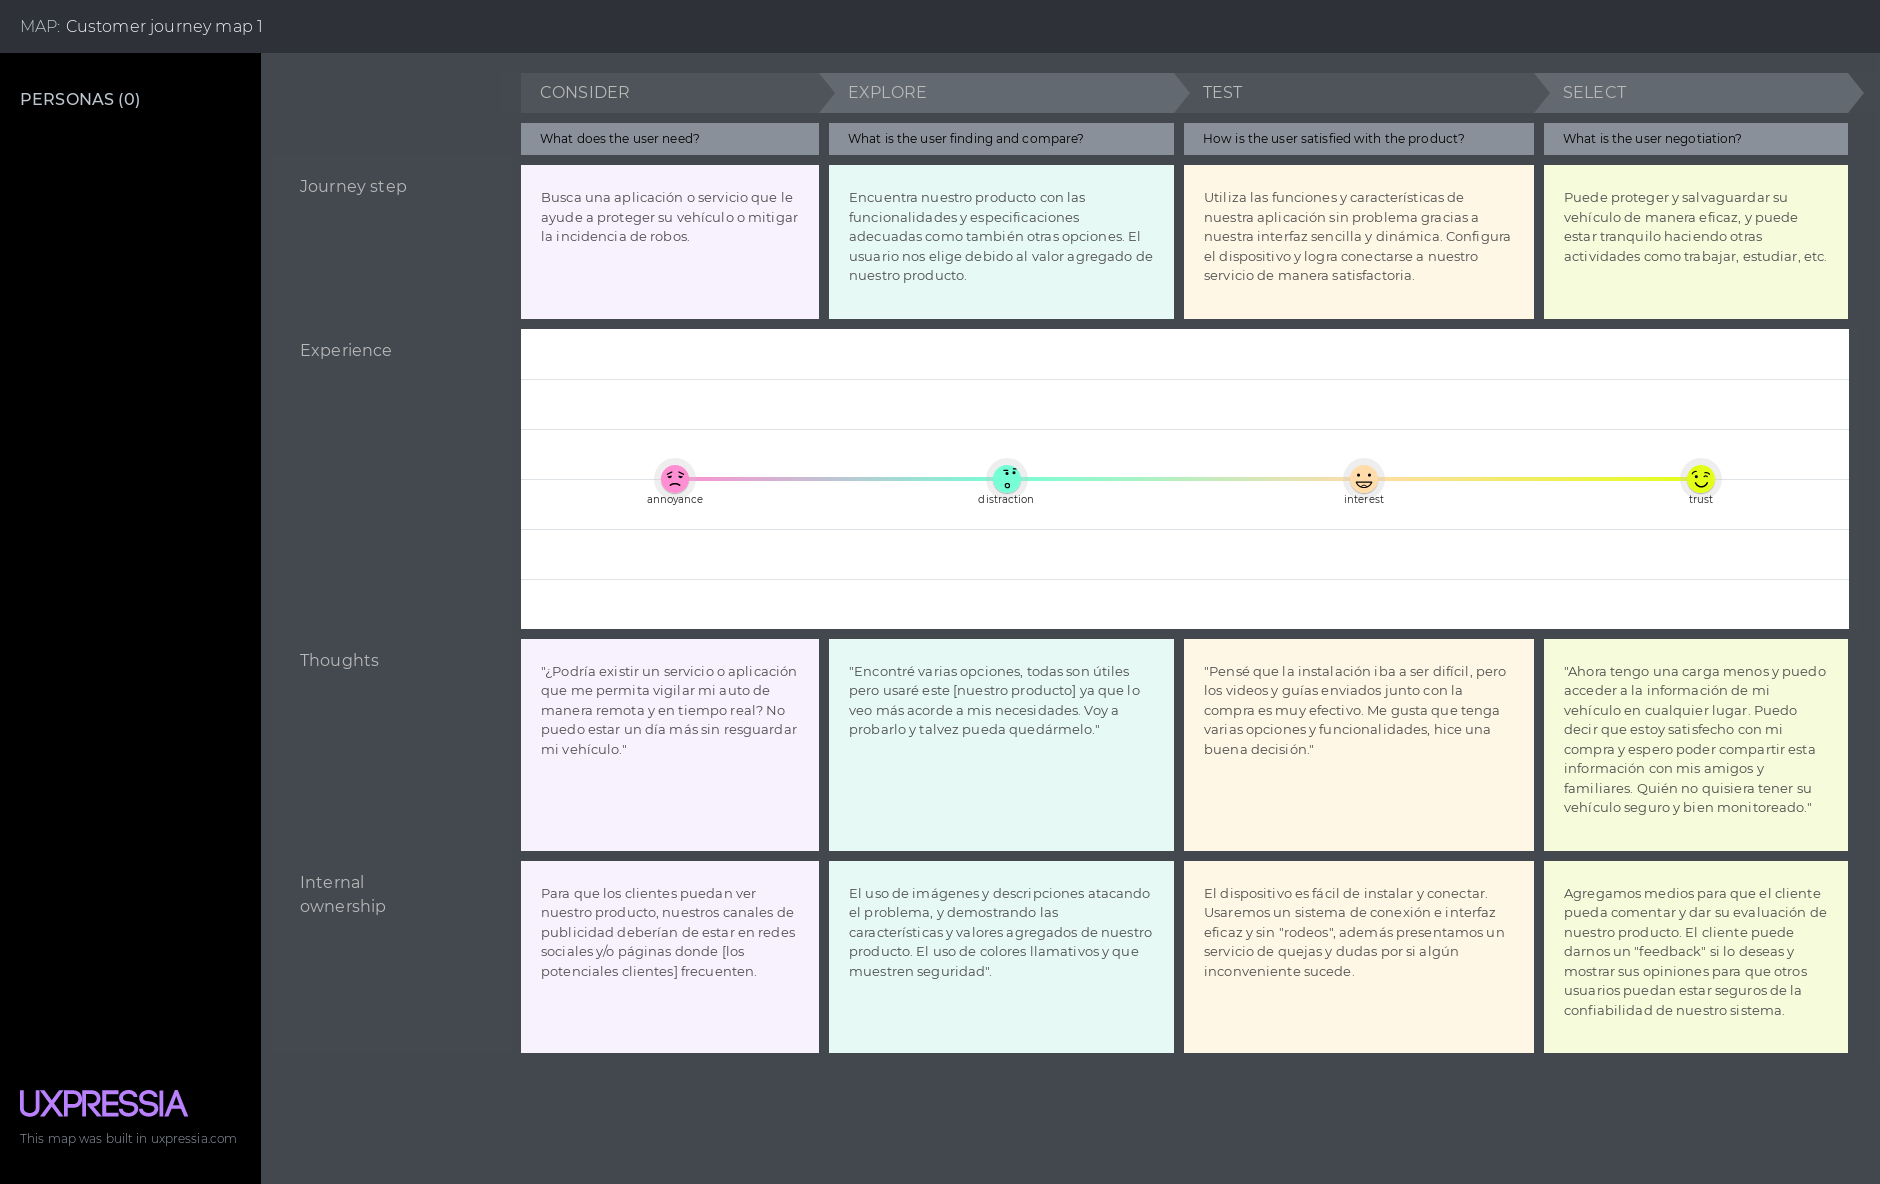 MAP: Customer journey map 1
PERSONAS (0)
CONSIDER
EXPLORE
TEST
SELECT
What does the user need?
What is the user finding and compare?
How is the user satisfied with the product?
What is the user negotiation?
Journey step
Busca una aplicación o servicio que le
ayude a proteger su vehículo o mitigar
la incidencia de robos.
Encuentra nuestro producto con las
funcionalidades y especificaciones
adecuadas como también otras opciones. El
usuario nos elige debido al valor agregado de
nuestro producto.
Utiliza las funciones y características de
nuestra aplicación sin problema gracias a
nuestra interfaz sencilla y dinámica. Configura
el dispositivo y logra conectarse a nuestro
servicio de manera satisfactoria.
Puede proteger y salvaguardar su
vehículo de manera eficaz, y puede
estar tranquilo haciendo otras
actividades como trabajar, estudiar, etc.
Experience
annoyance
distraction
interest
trust
Thoughts
"¿Podría existir un servicio o aplicación
que me permita vigilar mi auto de
manera remota y en tiempo real? No
puedo estar un día más sin resguardar
mi vehículo."
"Encontré varias opciones, todas son útiles
pero usaré este [nuestro producto] ya que lo
veo más acorde a mis necesidades. Voy a
probarlo y talvez pueda quedármelo."
"Pensé que la instalación iba a ser difícil, pero
los videos y guías enviados junto con la
compra es muy efectivo. Me gusta que tenga
varias opciones y funcionalidades, hice una
buena decisión."
"Ahora tengo una carga menos y puedo
acceder a la información de mi
vehículo en cualquier lugar. Puedo
decir que estoy satisfecho con mi
compra y espero poder compartir esta
información con mis amigos y
familiares. Quién no quisiera tener su
vehículo seguro y bien monitoreado."
Internal
ownership
Para que los clientes puedan ver
nuestro producto, nuestros canales de
publicidad deberían de estar en redes
sociales y/o páginas donde [los
potenciales clientes] frecuenten.
El uso de imágenes y descripciones atacando
el problema, y demostrando las
características y valores agregados de nuestro
producto. El uso de colores llamativos y que
muestren seguridad".
El dispositivo es fácil de instalar y conectar.
Usaremos un sistema de conexión e interfaz
eficaz y sin "rodeos", además presentamos un
servicio de quejas y dudas por si algún
inconveniente sucede.
Agregamos medios para que el cliente
pueda comentar y dar su evaluación de
nuestro producto. El cliente puede
darnos un "feedback" si lo deseas y
mostrar sus opiniones para que otros
usuarios puedan estar seguros de la
confiabilidad de nuestro sistema.
UXPRESSIA
This map was built in uxpressia.com